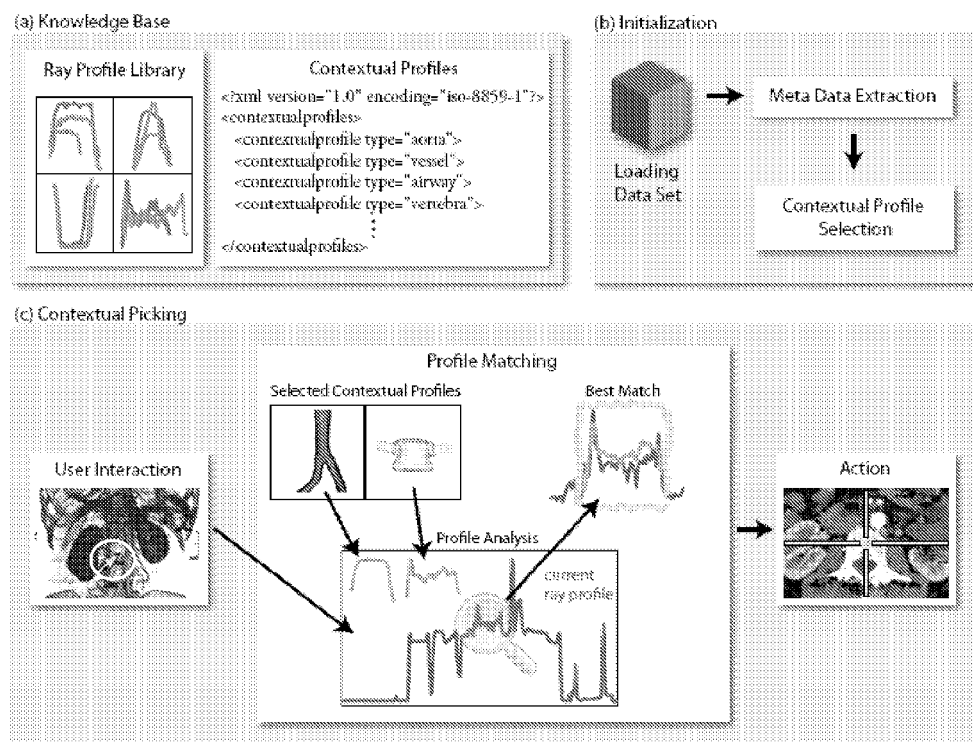 (a) Knowledge Base
Ray Profile Library
Contextual Profiles
<?xml version="1.0" encoding="iso-8859-1"?>
<contextualprofiles>
<contextualprofile type="aorta">
<contextualprofile type="vessel">
<contextualprofile type="airway">
<contextualprofile type="vertebra">
</contextualprofiles>
(b) Initialization
Loading
Data Set
Meta Data Extraction
Contextual Profile
Selection
(c) Contextual Picking
User Interaction
Profile Matching
Selected Contextual Profiles
Best Match
Profile Analysis
current
ray profile
Action